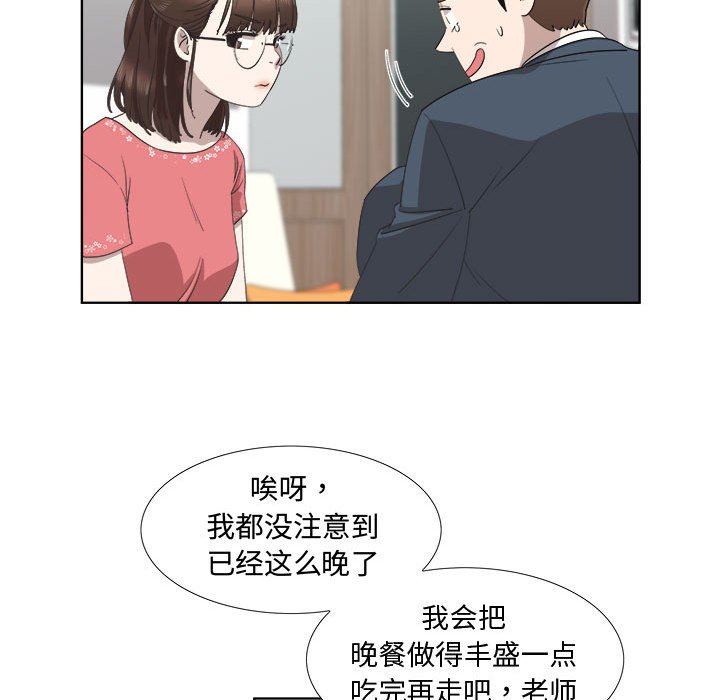 唉呀，
我都没注意到
已经这么晚了
我会把
晚餐做得丰盛一点
吃完再走吧，老师